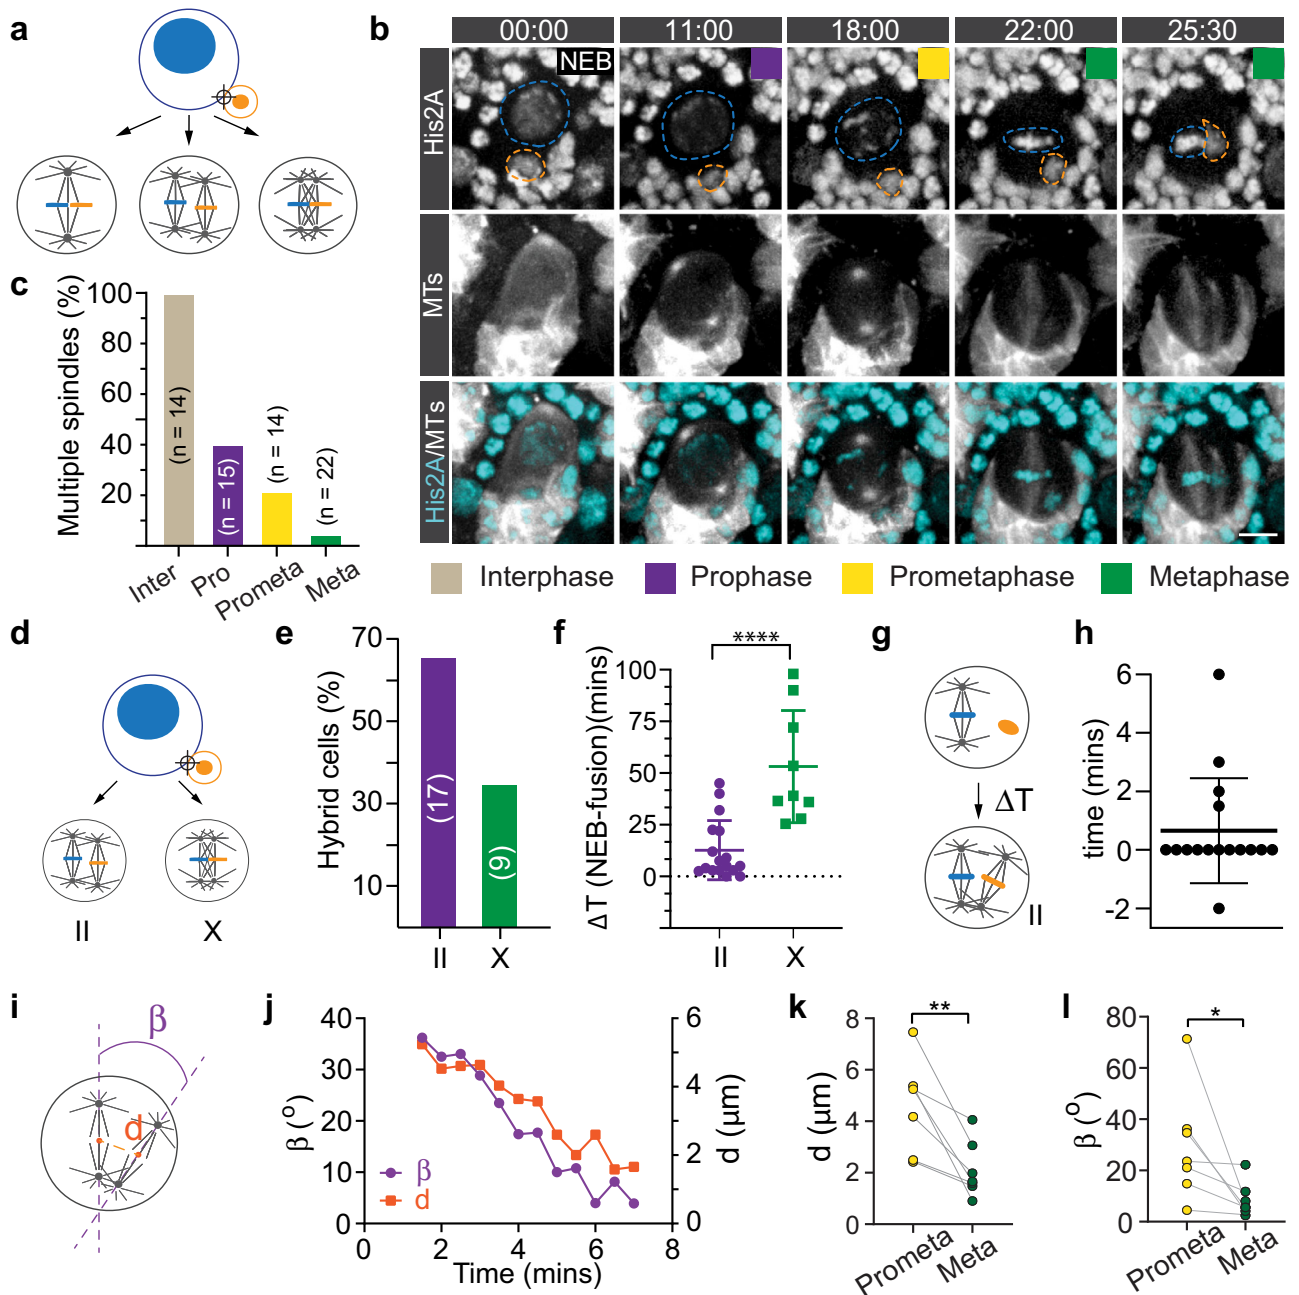 a
b
00:00
11:00
18:00
22:00
25:30
NEB
His2A
MTs
His2A/MTs
Interphase
Prophase
Prometaphase
Metaphase
c
Multiple spindles (%)
100
80
60
40
20
(n = 14)
(n = 15)
(n = 14)
(n = 22)
Inter
Pro
Prometa
Meta
d
II
X
e
Hybrid cells (%)
70
50
30
10
(17)
(9)
II
X
f
ΔT (NEB-fusion)(mins)
100
75
50
25
0
****
II
X
g
ΔT
II
h
time (mins)
6
4
2
0
-2
i
β
d
j
β (°)
40
30
20
10
0
β
d
0
2
4
6
8
Time (mins)
6
4
2
0
d (μm)
k
d (μm)
8
6
4
2
0
**
Prometa
Meta
l
β (°)
80
60
40
20
0
*
Prometa
Meta